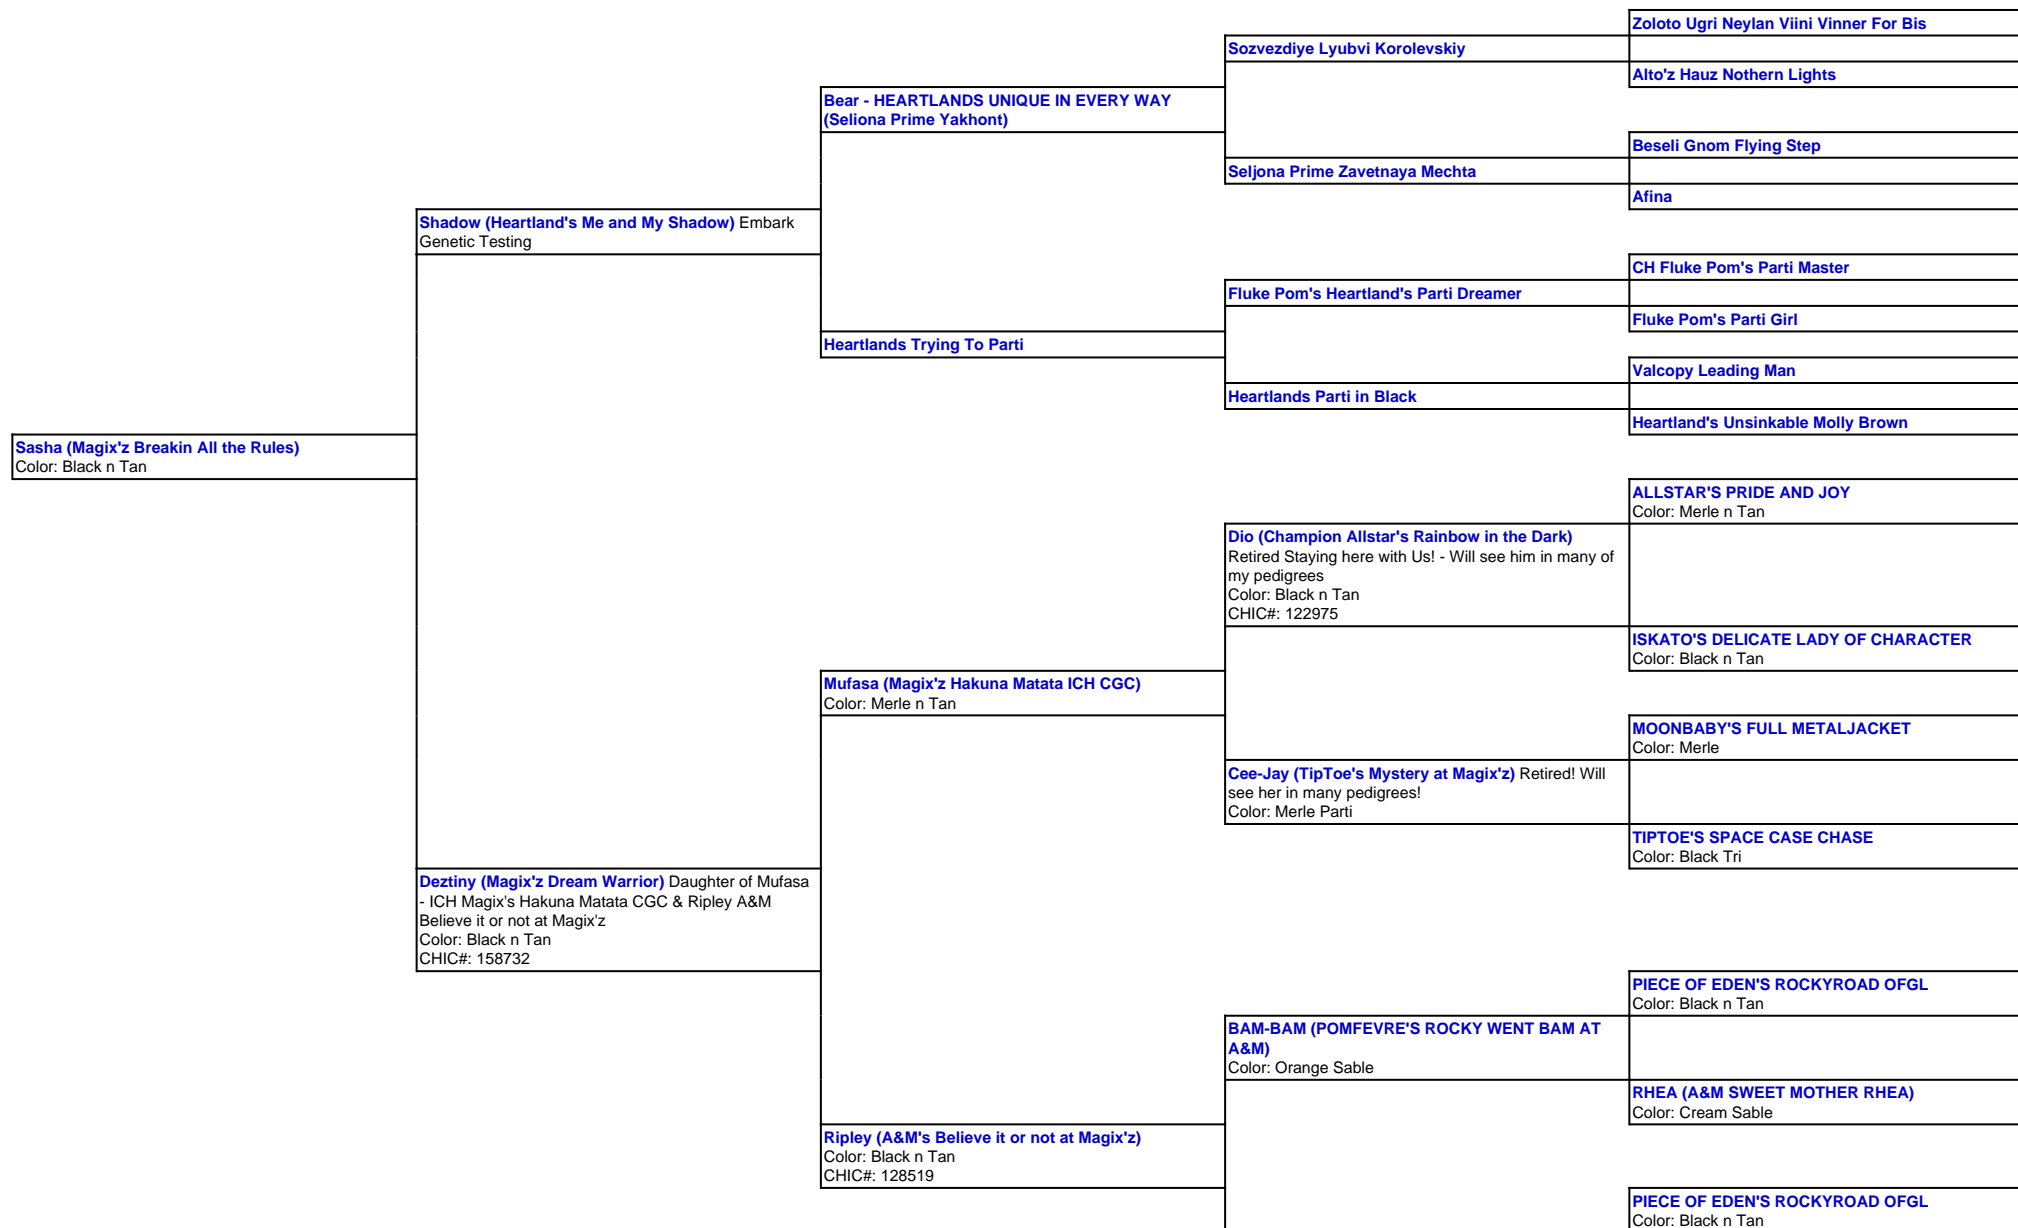 Zoloto Ugri Neylan Viini Vinner For Bis
Sozvezdiye Lyubvi Korolevskiy
Alto'z Hauz Nothern Lights
Bear - HEARTLANDS UNIQUE IN EVERY WAY
(Seliona Prime Yakhont)
Beseli Gnom Flying Step
Seljona Prime Zavetnaya Mechta
Afina
Shadow (Heartland's Me and My Shadow) Embark
Genetic Testing
CH Fluke Pom's Parti Master
Fluke Pom's Heartland's Parti Dreamer
Fluke Pom's Parti Girl
Heartlands Trying To Parti
Valcopy Leading Man
Heartlands Parti in Black
Heartland's Unsinkable Molly Brown
Sasha (Magix'z Breakin All the Rules)
Color: Black n Tan
ALLSTAR'S PRIDE AND JOY
Color: Merle n Tan
Dio (Champion Allstar's Rainbow in the Dark)
Retired Staying here with Us! - Will see him in many of
my pedigrees
Color: Black n Tan
CHIC#: 122975
ISKATO'S DELICATE LADY OF CHARACTER
Color: Black n Tan
Mufasa (Magix'z Hakuna Matata ICH CGC)
Color: Merle n Tan
MOONBABY'S FULL METALJACKET
Color: Merle
Cee-Jay (TipToe's Mystery at Magix'z) Retired! Will
see her in many pedigrees!
Color: Merle Parti
TIPTOE'S SPACE CASE CHASE
Color: Black Tri
Deztiny (Magix'z Dream Warrior) Daughter of Mufasa
- ICH Magix's Hakuna Matata CGC & Ripley A&M
Believe it or not at Magix'z
Color: Black n Tan
CHIC#: 158732
PIECE OF EDEN'S ROCKYROAD OFGL
Color: Black n Tan
BAM-BAM (POMFEVRE'S ROCKY WENT BAM AT
A&M)
Color: Orange Sable
RHEA (A&M SWEET MOTHER RHEA)
Color: Cream Sable
Ripley (A&M's Believe it or not at Magix'z)
Color: Black n Tan
CHIC#: 128519
PIECE OF EDEN'S ROCKYROAD OFGL
Color: Black n Tan